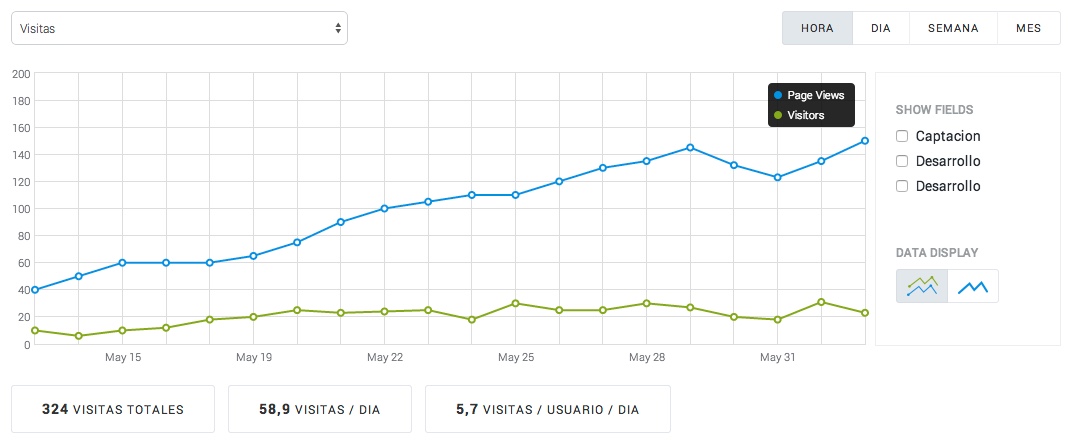 Visitas
HORA DIA SEMANA MES
200
180
160
140
120
100
80
60
40
20
0
Page Views
Visitors
May 15 May 19 May 22 May 25 May 28 May 31
SHOW FIELDS
Captacion
Desarrollo
Desarrollo
DATA DISPLAY
324 VISITAS TOTALES
58,9 VISITAS / DIA
5,7 VISITAS / USUARIO / DIA